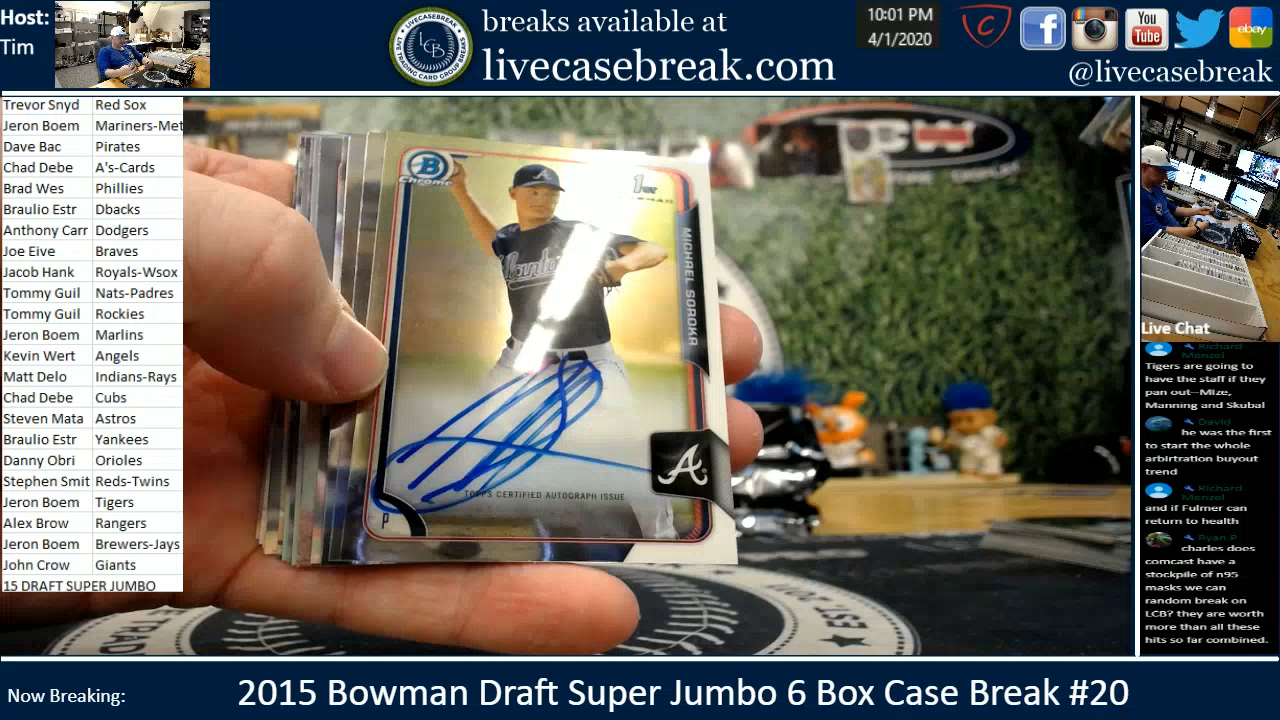 Host:
Tim
breaks available at
livecasebreak.com
10:01 PM
4/1/2020
You
Tube
ebay
@livecasebreak
LCB
Trevor Snyd Red Sox
Jeron Boem Mariners-Met
Dave Bac Pirates
Chad Debe A's-Cards
Brad Wes Phillies
Braulio Estr Dbacks
Anthony Carr Dodgers
Joe Eive Braves
Jacob Hank Royals-Wsox
Tommy Guil Nats-Padres
Tommy Guil Rockies
Jeron Boem Marlins
Kevin Wert Angels
Matt Delo Indians-Rays
Chad Debe Cubs
Steven Mata Astros
Braulio Estr Yankees
Danny Obri Orioles
Stephen Smit Reds-Twins
Jeron Boem Tigers
Alex Brow Rangers
Jeron Boem Brewers-Jays
John Crow Giants
15 DRAFT SUPER JUMBO
B
Chrome
1st
MICHAEL SOROKA
TOPPS CERTIFIED AUTOGRAPH ISSUE
A
P
Live Chat
Richard
Menzel
Tigers are going to
have the staff if they
pan out--Mize,
Manning and Skubal
David
he was the first
to start the whole
arbirtration buyout
trend
Richard
Menzel
and if Fulmer can
return to health
Ryan P
charles does
comcast have a
stockpile of n95
masks we can
random break on
LCB? they are worth
more than all these
hits so far combined.
Now Breaking:
2015 Bowman Draft Super Jumbo 6 Box Case Break #20